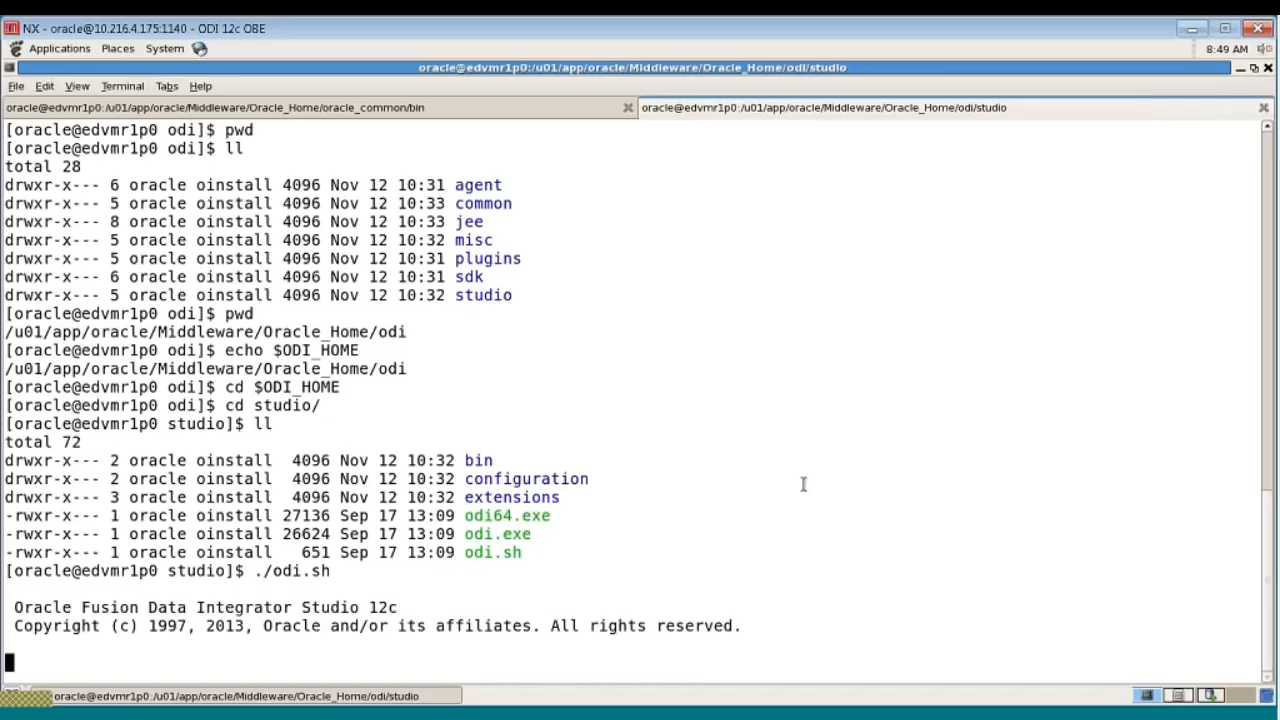 NX - oracle@10.216.4.175:1140 - ODI 12c OBE
Applications Places System
8:49 AM
oracle@edvmr1p0:/u01/app/oracle/Middleware/Oracle_Home/odi/studio
File Edit View Terminal Tabs Help
oracle@edvmr1p0:/u01/app/oracle/Middleware/Oracle_Home/oracle_common/bin
oracle@edvmr1p0:/u01/app/oracle/Middleware/Oracle_Home/odi/studio
[oracle@edvmr1p0 odi]$ pwd
[oracle@edvmr1p0 odi]$ ll
total 28
drwxr-x--- 6 oracle oinstall 4096 Nov 12 10:31 agent
drwxr-x--- 5 oracle oinstall 4096 Nov 12 10:33 common
drwxr-x--- 8 oracle oinstall 4096 Nov 12 10:33 jee
drwxr-x--- 5 oracle oinstall 4096 Nov 12 10:32 misc
drwxr-x--- 5 oracle oinstall 4096 Nov 12 10:31 plugins
drwxr-x--- 6 oracle oinstall 4096 Nov 12 10:31 sdk
drwxr-x--- 5 oracle oinstall 4096 Nov 12 10:32 studio
[oracle@edvmr1p0 odi]$ pwd
/u01/app/oracle/Middleware/Oracle_Home/odi
[oracle@edvmr1p0 odi]$ echo $ODI_HOME
/u01/app/oracle/Middleware/Oracle_Home/odi
[oracle@edvmr1p0 odi]$ cd $ODI_HOME
[oracle@edvmr1p0 odi]$ cd studio/
[oracle@edvmr1p0 studio]$ ll
total 72
drwxr-x--- 2 oracle oinstall  4096 Nov 12 10:32 bin
drwxr-x--- 2 oracle oinstall  4096 Nov 12 10:32 configuration
drwxr-x--- 3 oracle oinstall  4096 Nov 12 10:32 extensions
-rwxr-x--- 1 oracle oinstall 27136 Sep 17 13:09 odi64.exe
-rwxr-x--- 1 oracle oinstall 26624 Sep 17 13:09 odi.exe
-rwxr-x--- 1 oracle oinstall   651 Sep 17 13:09 odi.sh
[oracle@edvmr1p0 studio]$ ./odi.sh
Oracle Fusion Data Integrator Studio 12c
Copyright (c) 1997, 2013, Oracle and/or its affiliates. All rights reserved.
oracle@edvmr1p0:/u01/app/oracle/Middleware/Oracle_Home/odi/studio